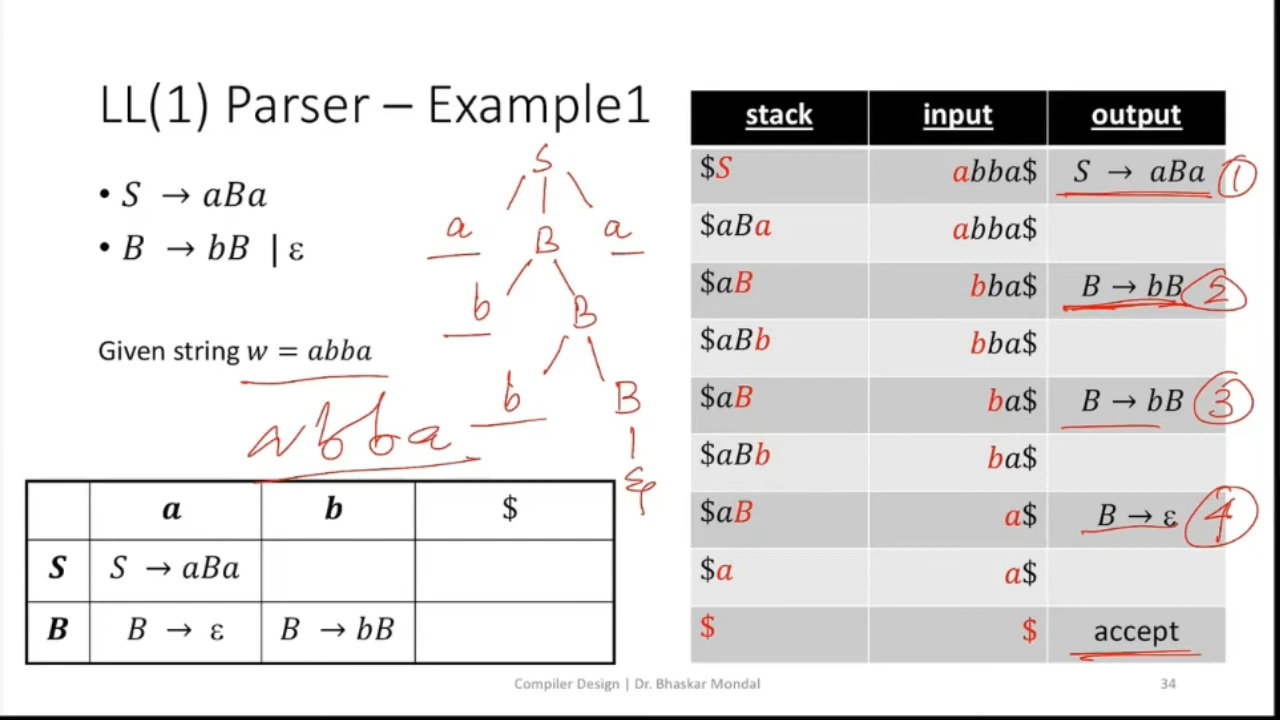 LL(1) Parser – Example1
• S → aBa
• B → bB | ε
Given string w = abba
abba
S
a B a
b B
b B
ε
a b $
S S → aBa
B B → ε B → bB
stack input output
$S abba$ S → aBa 1
$aBa abba$
$aB bba$ B → bB 2
$aBb bba$
$aB ba$ B → bB 3
$aBb ba$
$aB a$ B → ε 4
$a a$
$ $ accept
Compiler Design | Dr. Bhaskar Mondal
34